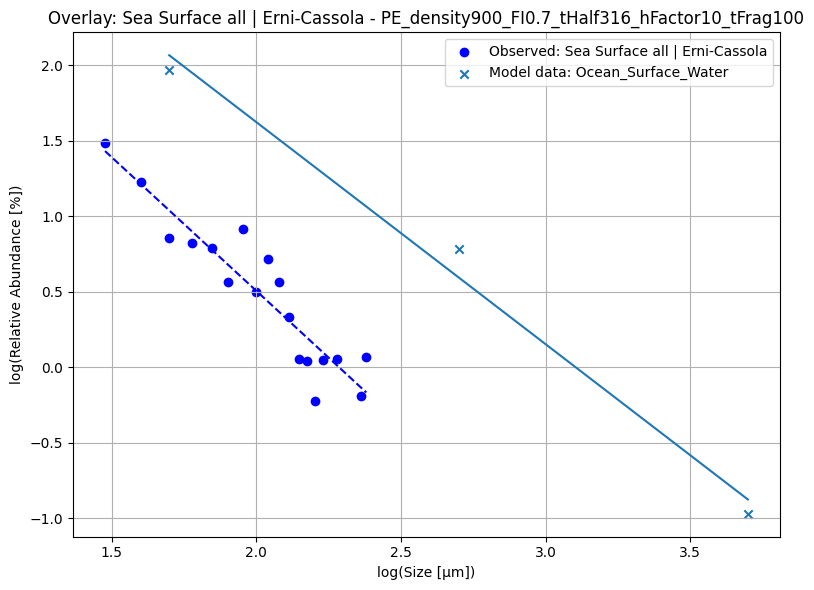 Overlay: Sea Surface all | Erni-Cassola - PE_density900_FI0.7_tHalf316_hFactor10_tFrag100
Observed: Sea Surface all | Erni-Cassola
Model data: Ocean_Surface_Water
log(Relative Abundance [%])
2.0
1.5
1.0
0.5
0.0
−0.5
−1.0
1.5 2.0 2.5 3.0 3.5
log(Size [µm])